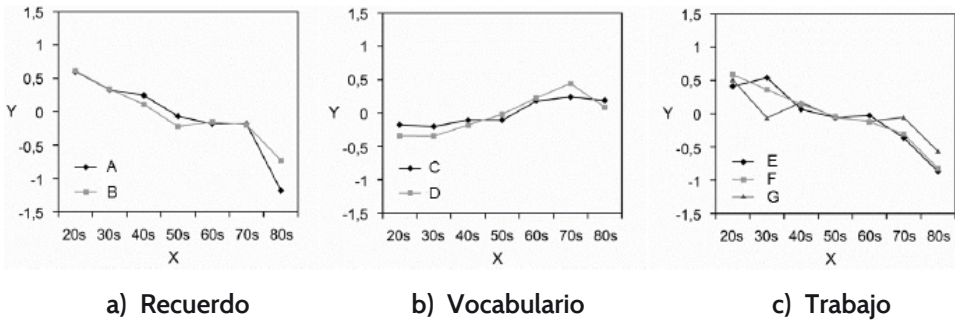 1,5
1
0,5
0
-0,5
-1
-1,5
Y
A
B
20s 30s 40s 50s 60s 70s 80s
X
a) Recuerdo
1,5
1
0,5
0
-0,5
-1
-1,5
Y
C
D
20s 30s 40s 50s 60s 70s 80s
X
b) Vocabulario
1,5
1
0,5
0
-0,5
-1
-1,5
Y
E
F
G
20s 30s 40s 50s 60s 70s 80s
X
c) Trabajo